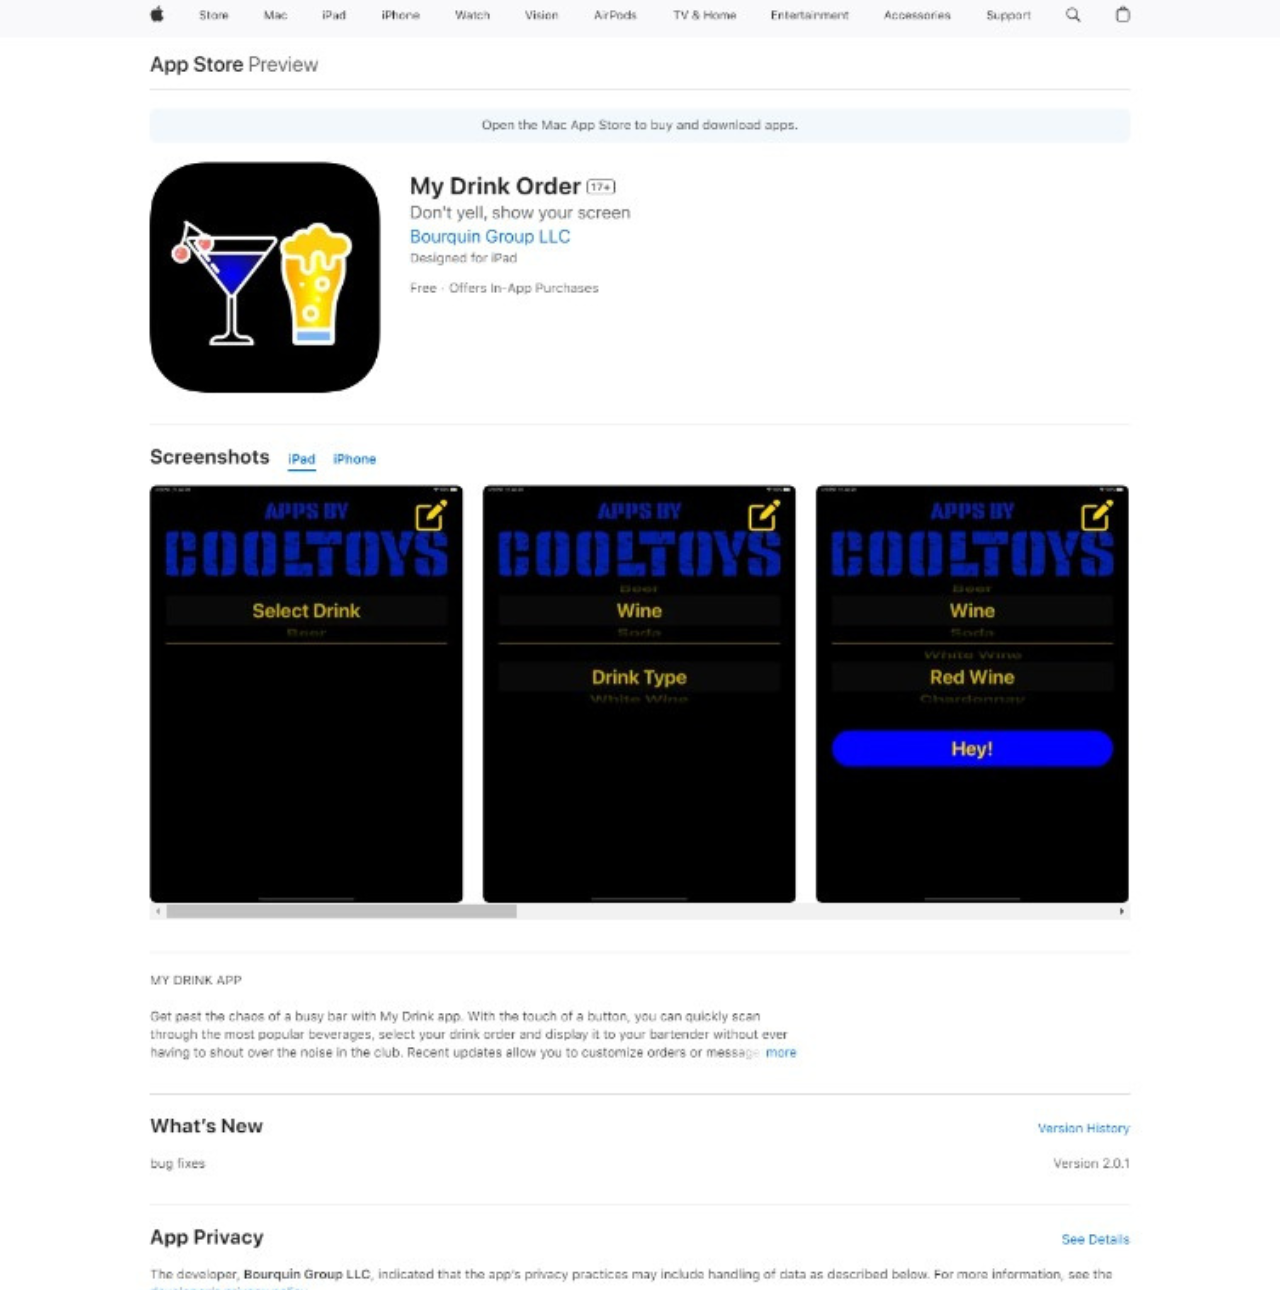 Store Mac iPad iPhone Watch Vision AirPods TV & Home Entertainment Accessories Support
App Store Preview
Open the Mac App Store to buy and download apps.
My Drink Order 17+
Don't yell, show your screen
Bourquin Group LLC
Designed for iPad
Free · Offers In-App Purchases
Screenshots iPad iPhone
APPS BY
COOLTOYS
Select Drink
Beer
APPS BY
COOLTOYS
Beer
Wine
Soda
Drink Type
White Wine
APPS BY
COOLTOYS
Beer
Wine
Soda
White Wine
Red Wine
Chardonnay
Hey!
MY DRINK APP
Get past the chaos of a busy bar with My Drink app. With the touch of a button, you can quickly scan
through the most popular beverages, select your drink order and display it to your bartender without ever
having to shout over the noise in the club. Recent updates allow you to customize orders or message more
What's New Version History
bug fixes Version 2.0.1
App Privacy See Details
The developer, Bourquin Group LLC, indicated that the app's privacy practices may include handling of data as described below. For more information, see the